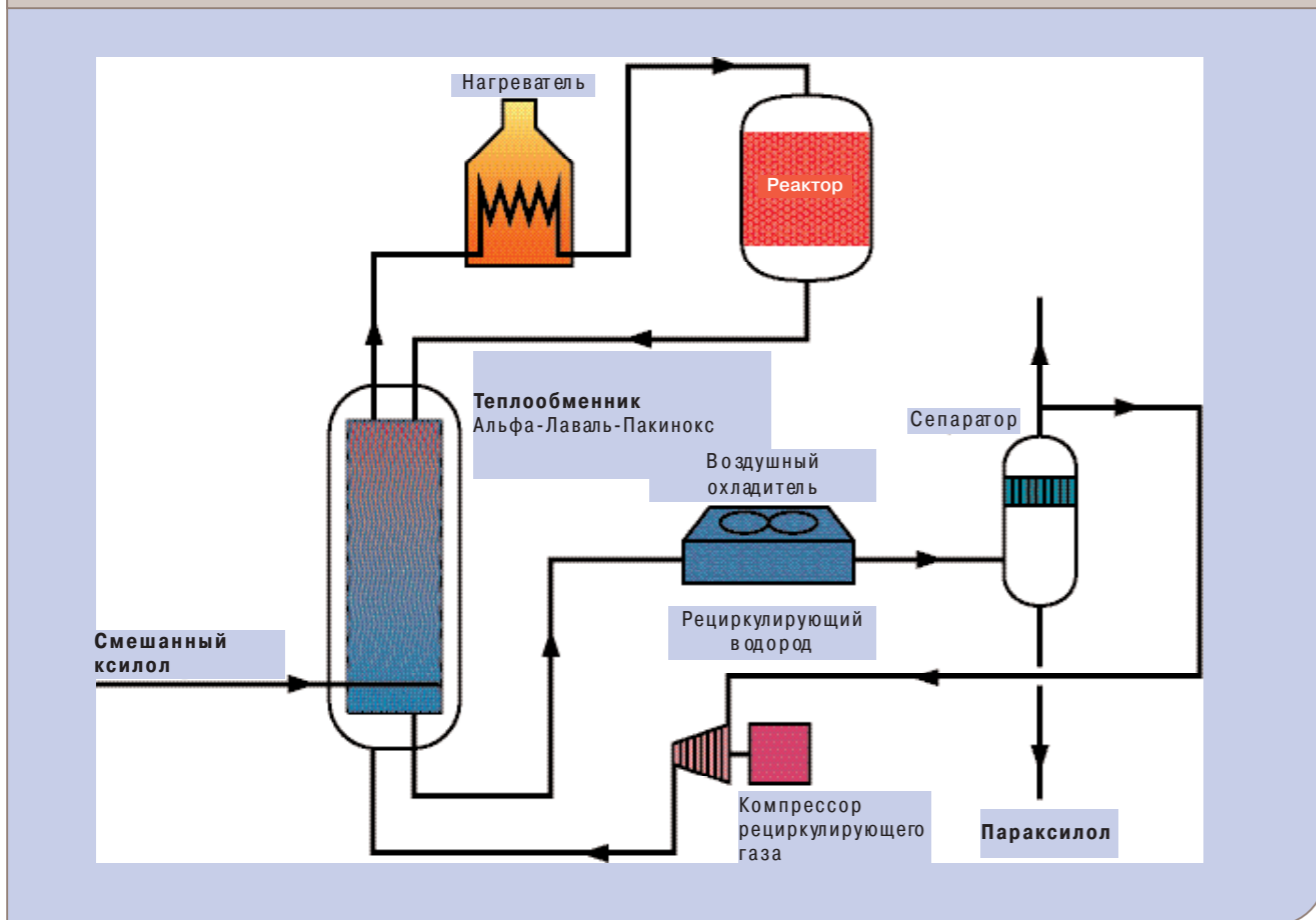 Нагреватель
Реактор
Теплообменник
Альфа-Лаваль-Пакинокс
Сепаратор
Воздушный
охладитель
Рециркулирующий
водород
Смешанный
ксилол
Компрессор
рециркулирующего
газа
Параксилол